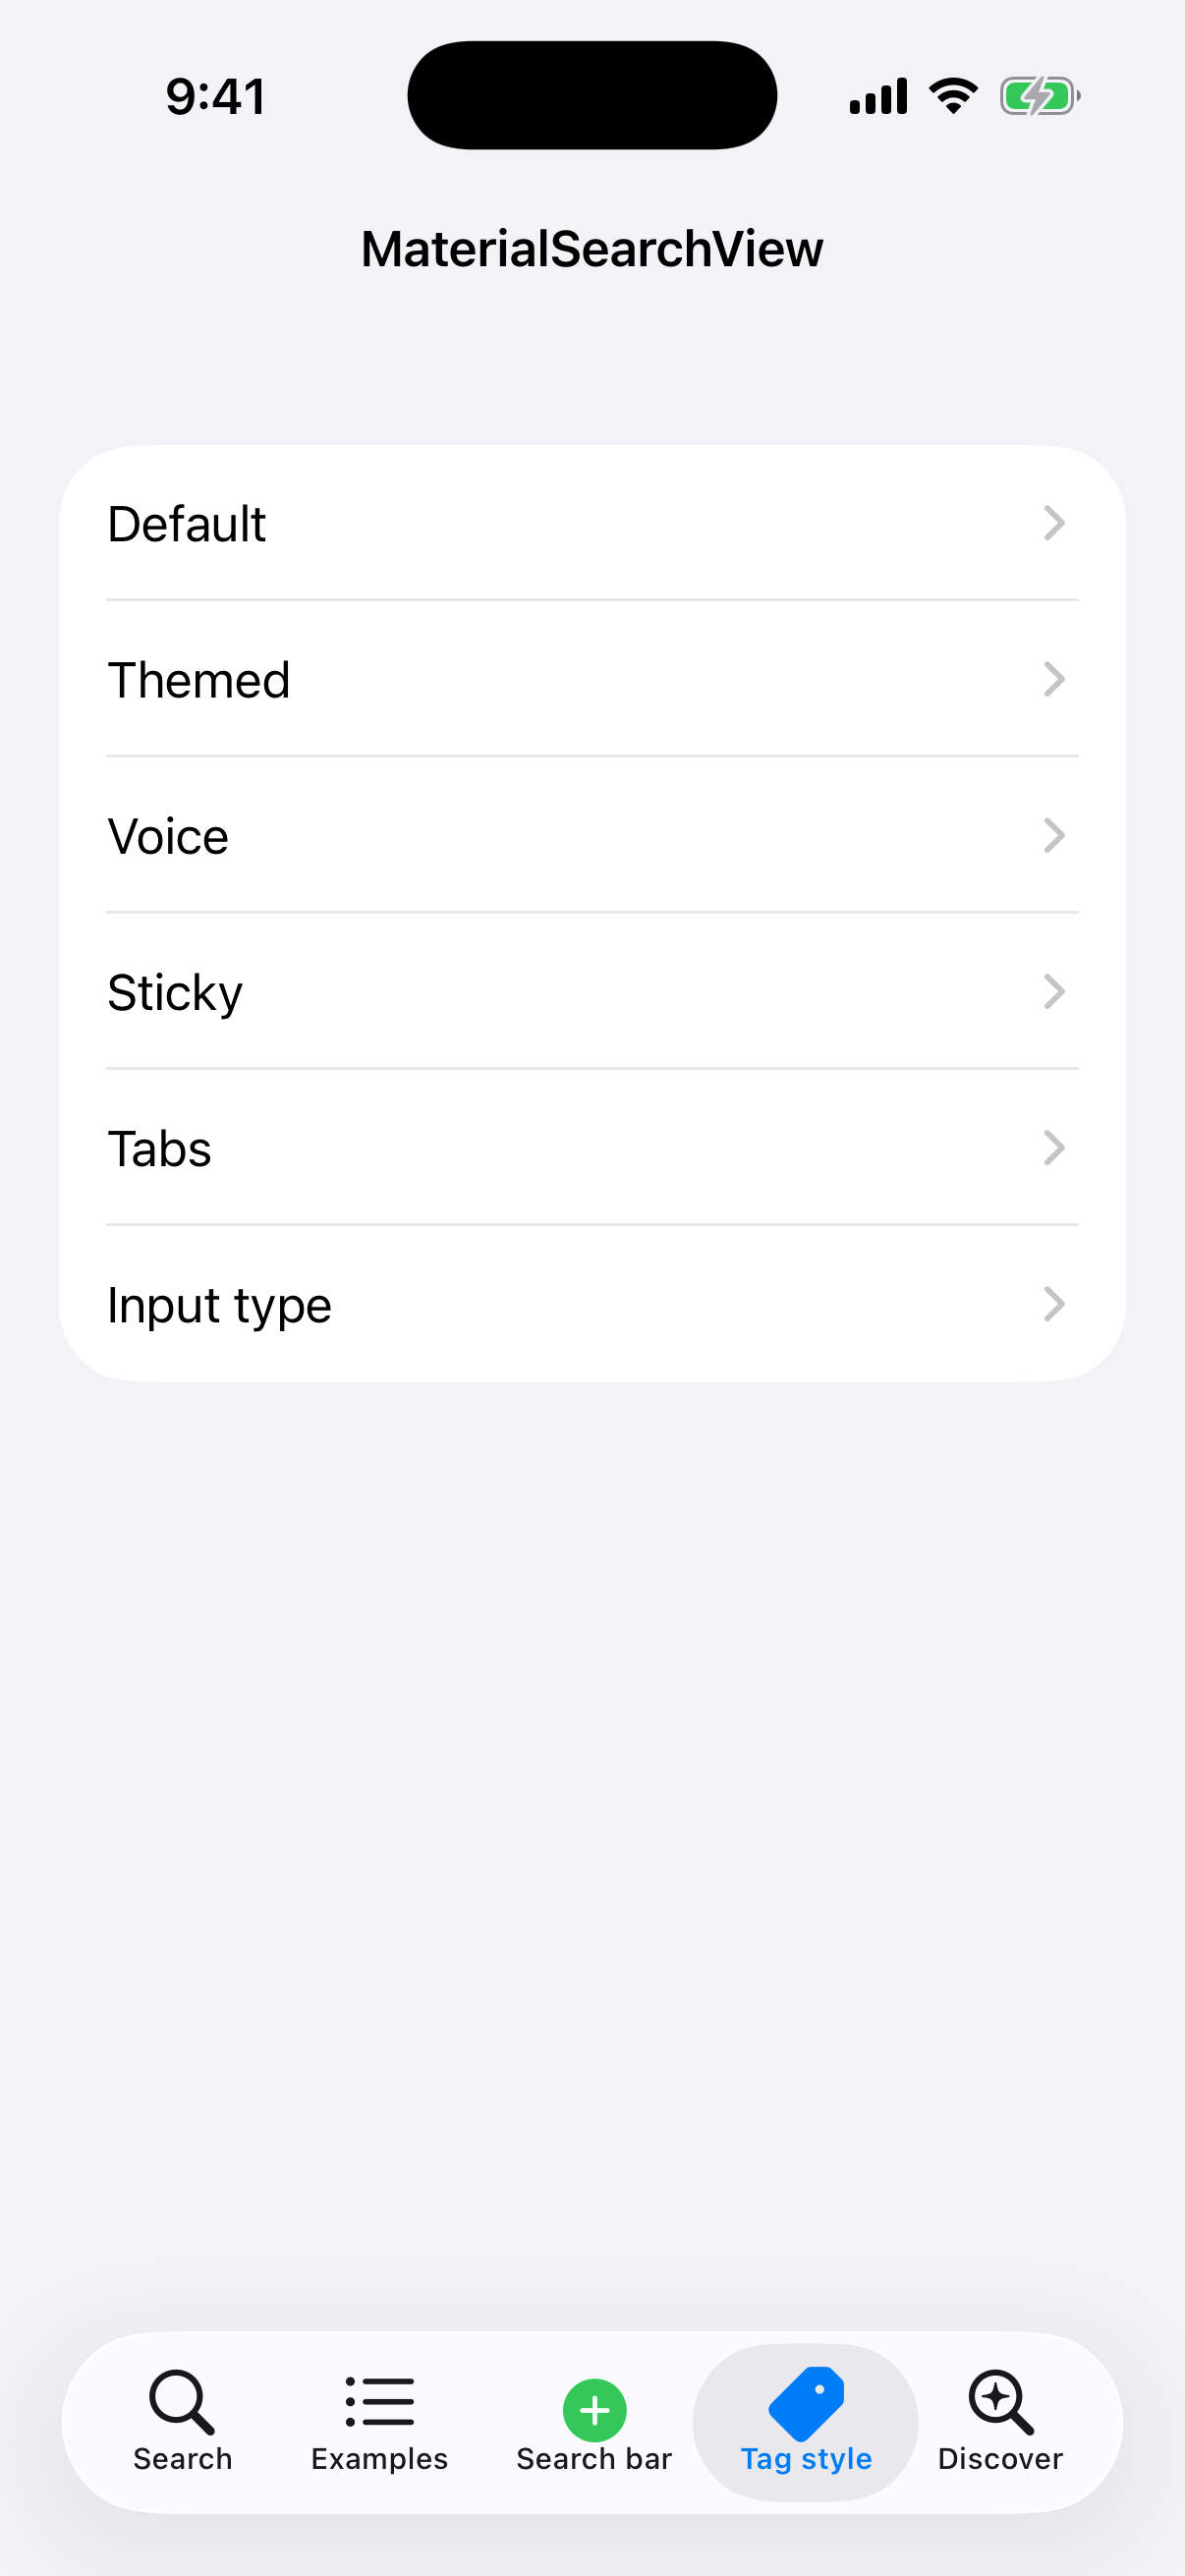 9:41
MaterialSearchView
Default
Themed
Voice
Sticky
Tabs
Input type
Search
Examples
Search bar
Tag style
Discover